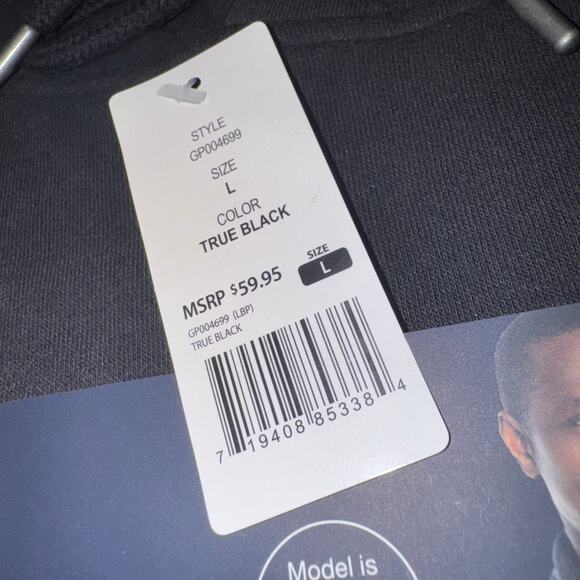 STYLE
GP004699
SIZE
L
COLOR
TRUE BLACK
MSRP $59.95
SIZE
L
GP004699 (LBP)
TRUE BLACK
7 19408 85338 4
Model is